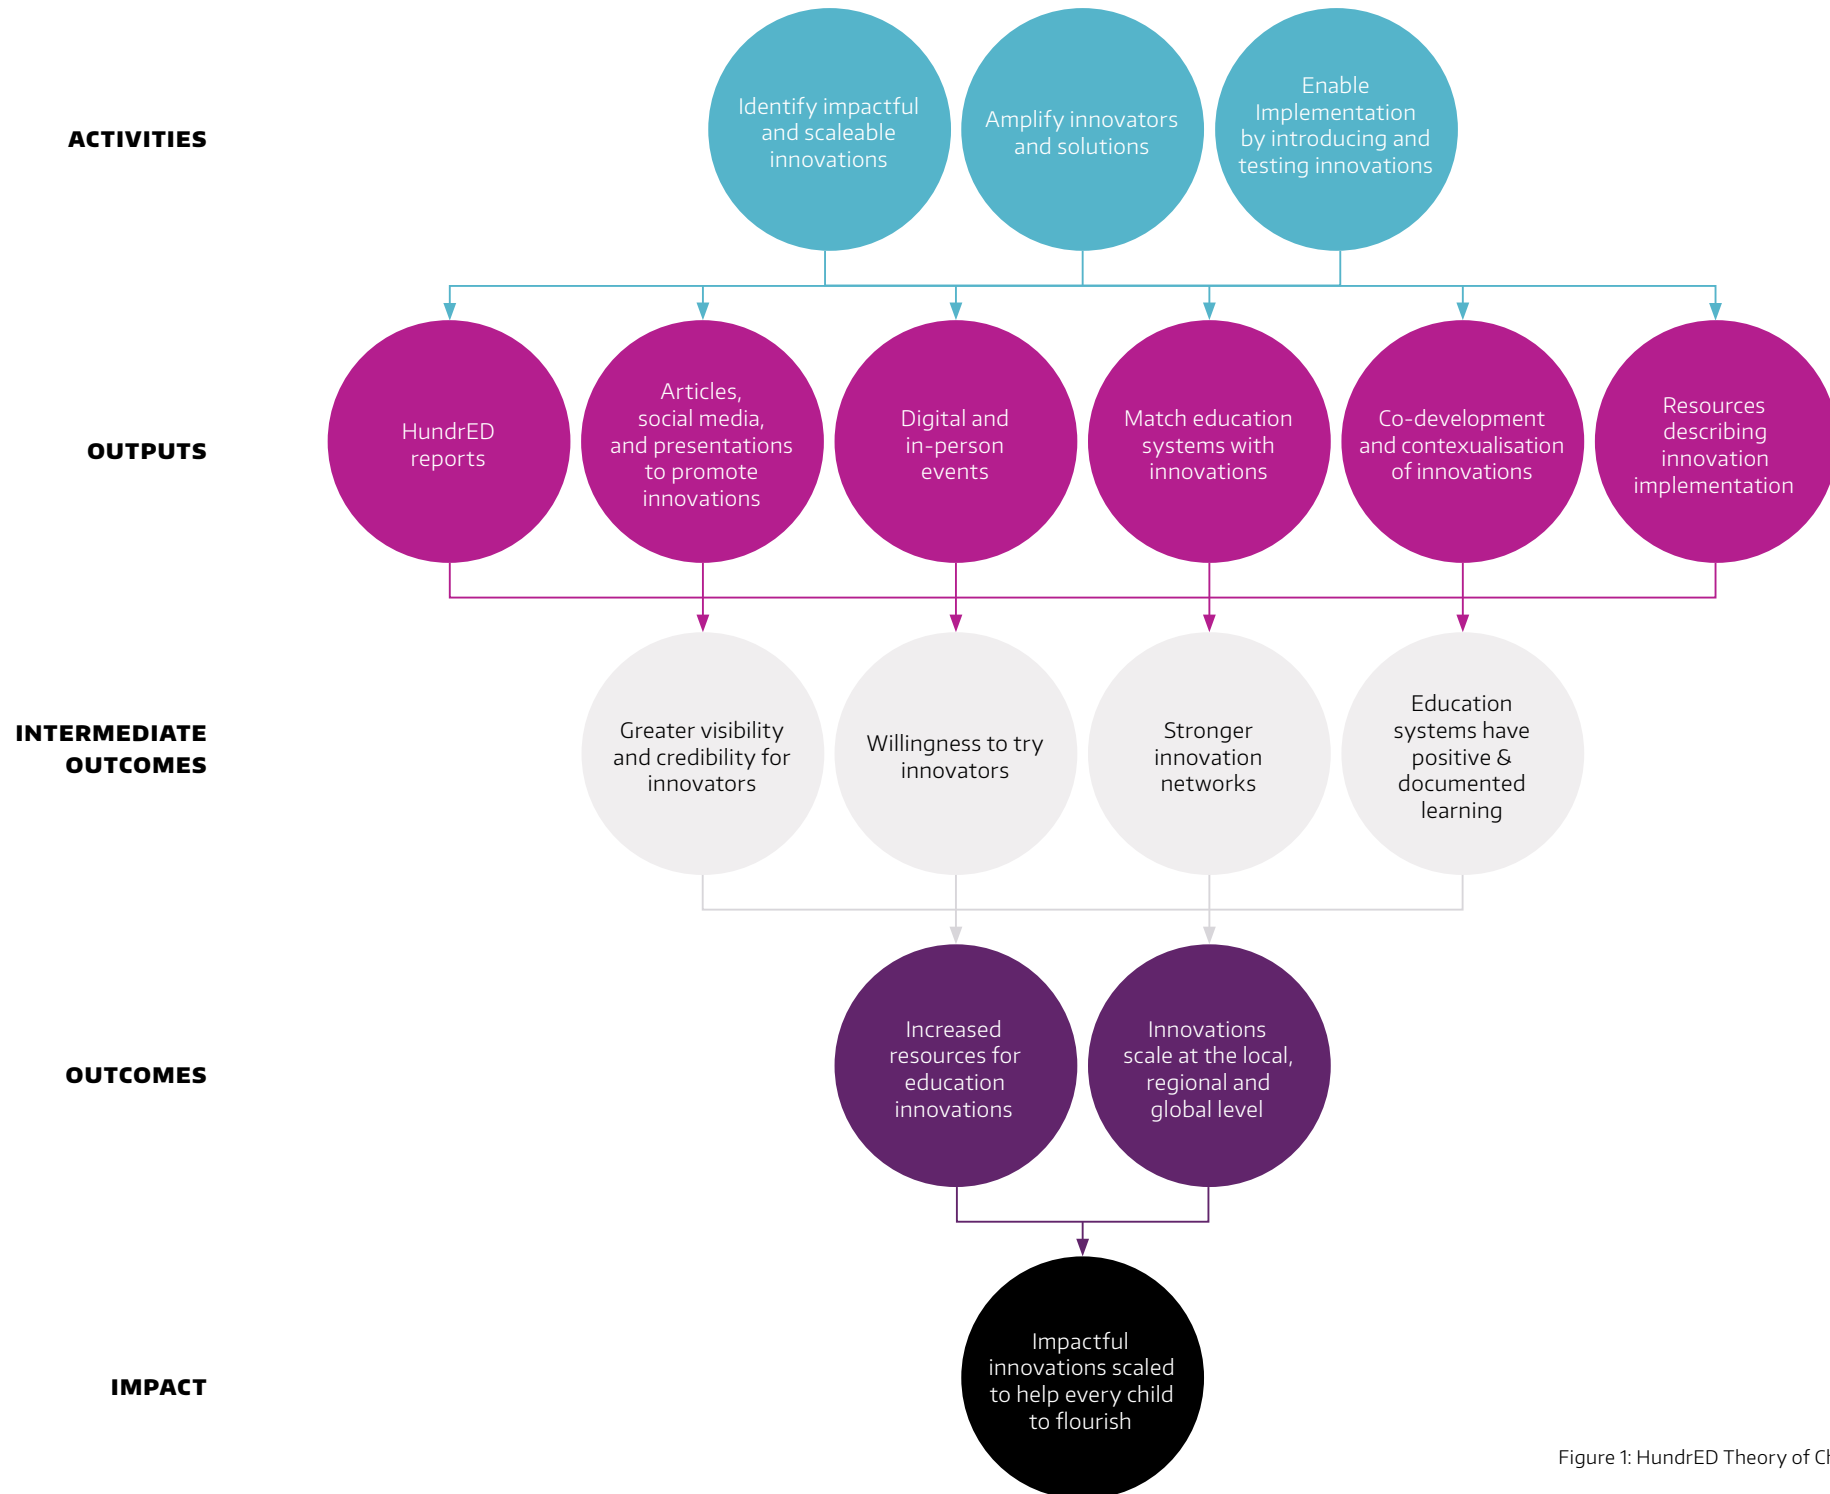 ACTIVITIES
Identify impactful
and scaleable
innovations
Amplify innovators
and solutions
Enable
Implementation
by introducing and
testing innovations
OUTPUTS
HundrED
reports
Articles,
social media,
and presentations
to promote
innovations
Digital and
in-person
events
Match education
systems with
innovations
Co-development
and contexualisation
of innovations
Resources
describing
innovation
implementation
INTERMEDIATE
OUTCOMES
Greater visibility
and credibility for
innovators
Willingness to try
innovators
Stronger
innovation
networks
Education
systems have
positive &
documented
learning
OUTCOMES
Increased
resources for
education
innovations
Innovations
scale at the local,
regional and
global level
IMPACT
Impactful
innovations scaled
to help every child
to flourish
Figure 1: HundrED Theory of